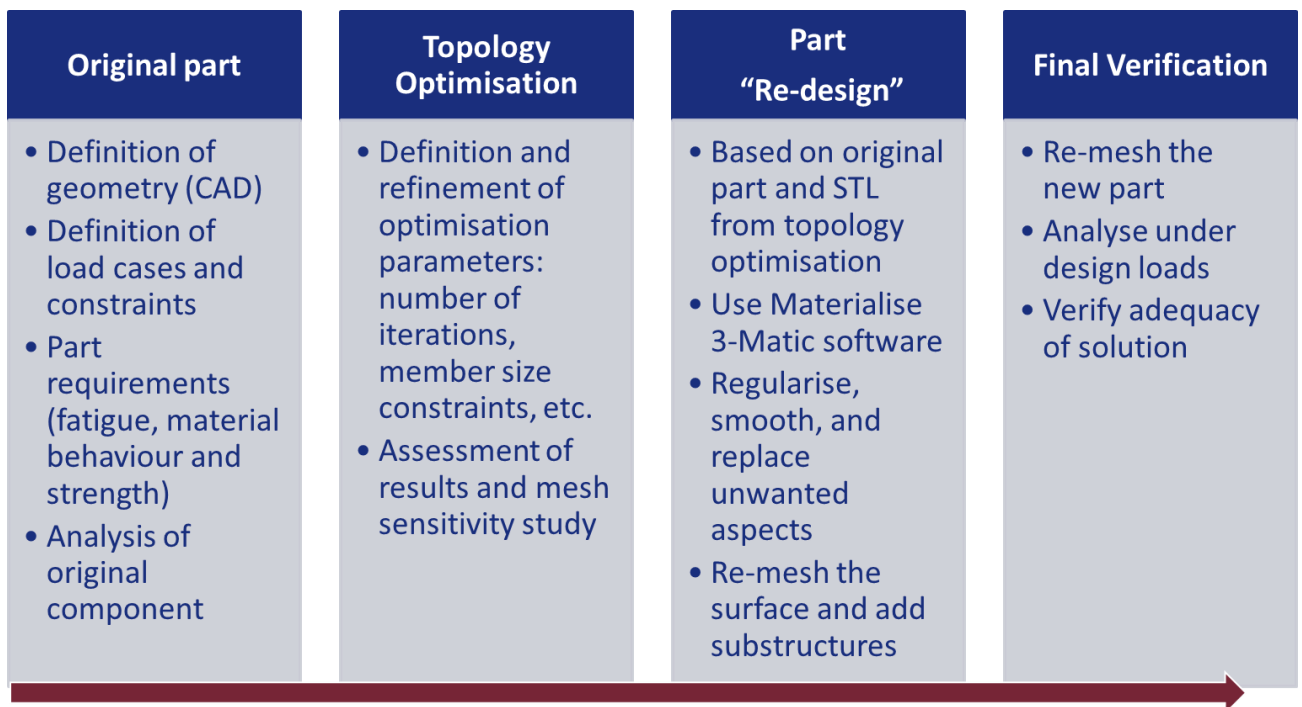 Original part
• Definition of
geometry (CAD)
• Definition of
load cases and
constraints
• Part
requirements
(fatigue, material
behaviour and
strength)
• Analysis of
original
component
Topology
Optimisation
• Definition and
refinement of
optimisation
parameters:
number of
iterations,
member size
constraints, etc.
• Assessment of
results and mesh
sensitivity study
Part
“Re-design”
• Based on original
part and STL
from topology
optimisation
• Use Materialise
3-Matic software
• Regularise,
smooth, and
replace
unwanted
aspects
• Re-mesh the
surface and add
substructures
Final Verification
• Re-mesh the
new part
• Analyse under
design loads
• Verify adequacy
of solution